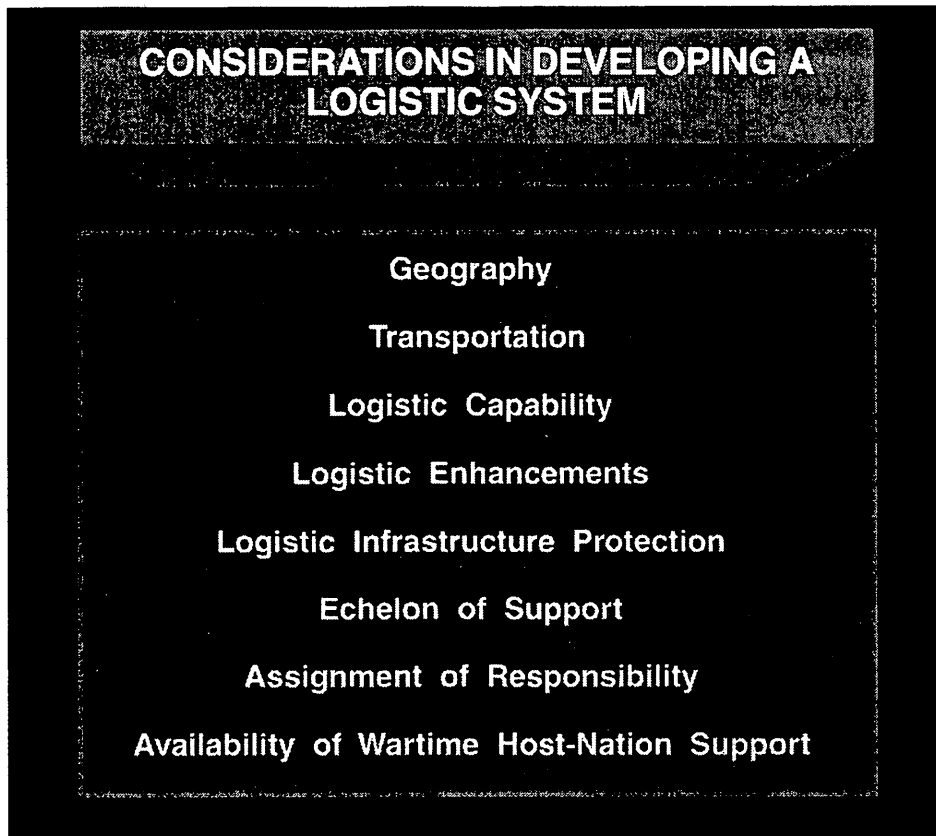 CONSIDERATIONS IN DEVELOPING A
LOGISTIC SYSTEM
Geography
Transportation
Logistic Capability
Logistic Enhancements
Logistic Infrastructure Protection
Echelon of Support
Assignment of Responsibility
Availability of Wartime Host-Nation Support